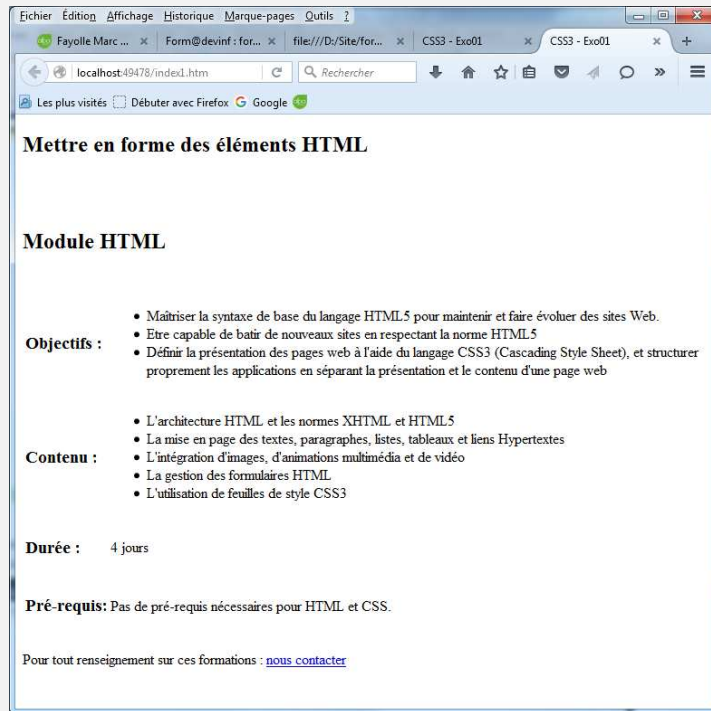 Fichier Édition Affichage Historique Marque-pages Outils ?
Fayolle Marc ... × Form@devinf : for... × file:///D:/Site/for... × CSS3 - Exo01 × CSS3 - Exo01 × +
localhost:49478/index1.htm Rechercher
Les plus visités Débuter avec Firefox G Google
Mettre en forme des éléments HTML
Module HTML
Objectifs :
• Maîtriser la syntaxe de base du langage HTML5 pour maintenir et faire évoluer des sites Web.
• Etre capable de batir de nouveaux sites en respectant la norme HTML5
• Définir la présentation des pages web à l'aide du langage CSS3 (Cascading Style Sheet), et structurer
proprement les applications en séparant la présentation et le contenu d'une page web
Contenu :
• L'architecture HTML et les normes XHTML et HTML5
• La mise en page des textes, paragraphes, listes, tableaux et liens Hypertextes
• L'intégration d'images, d'animations multimédia et de vidéo
• La gestion des formulaires HTML
• L'utilisation de feuilles de style CSS3
Durée : 4 jours
Pré-requis: Pas de pré-requis nécessaires pour HTML et CSS.
Pour tout renseignement sur ces formations : nous contacter